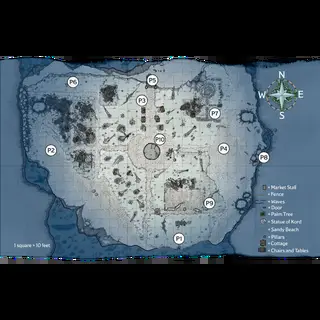 N
P5
P6
P3
W
E
P7
S
P10
P2
P4
P8
• Market Stall
• Fence
• Waves
• Door
• Palm Tree
• Statue of Kord
• Sandy Beach
• Pillars
• Cottage
• Chairs and Tables
P9
P1
1 square = 10 feet